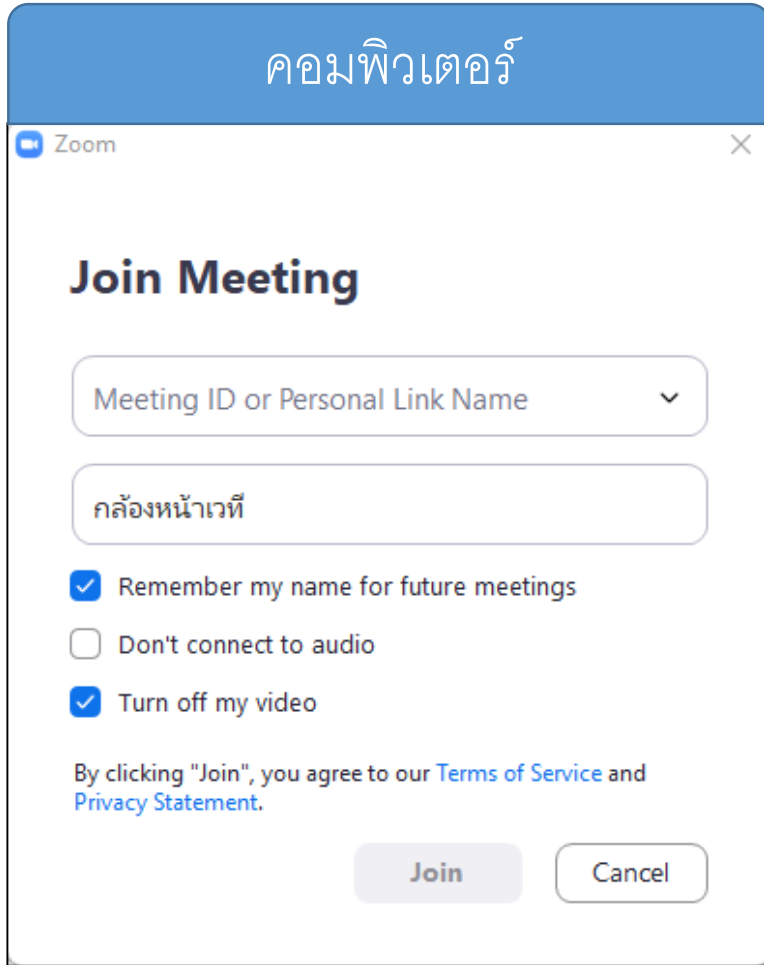 คอมพิวเตอร์
Zoom
Join Meeting
Meeting ID or Personal Link Name
กล้องหน้าเวที
Remember my name for future meetings
Don't connect to audio
Turn off my video
By clicking "Join", you agree to our Terms of Service and
Privacy Statement.
Join Cancel